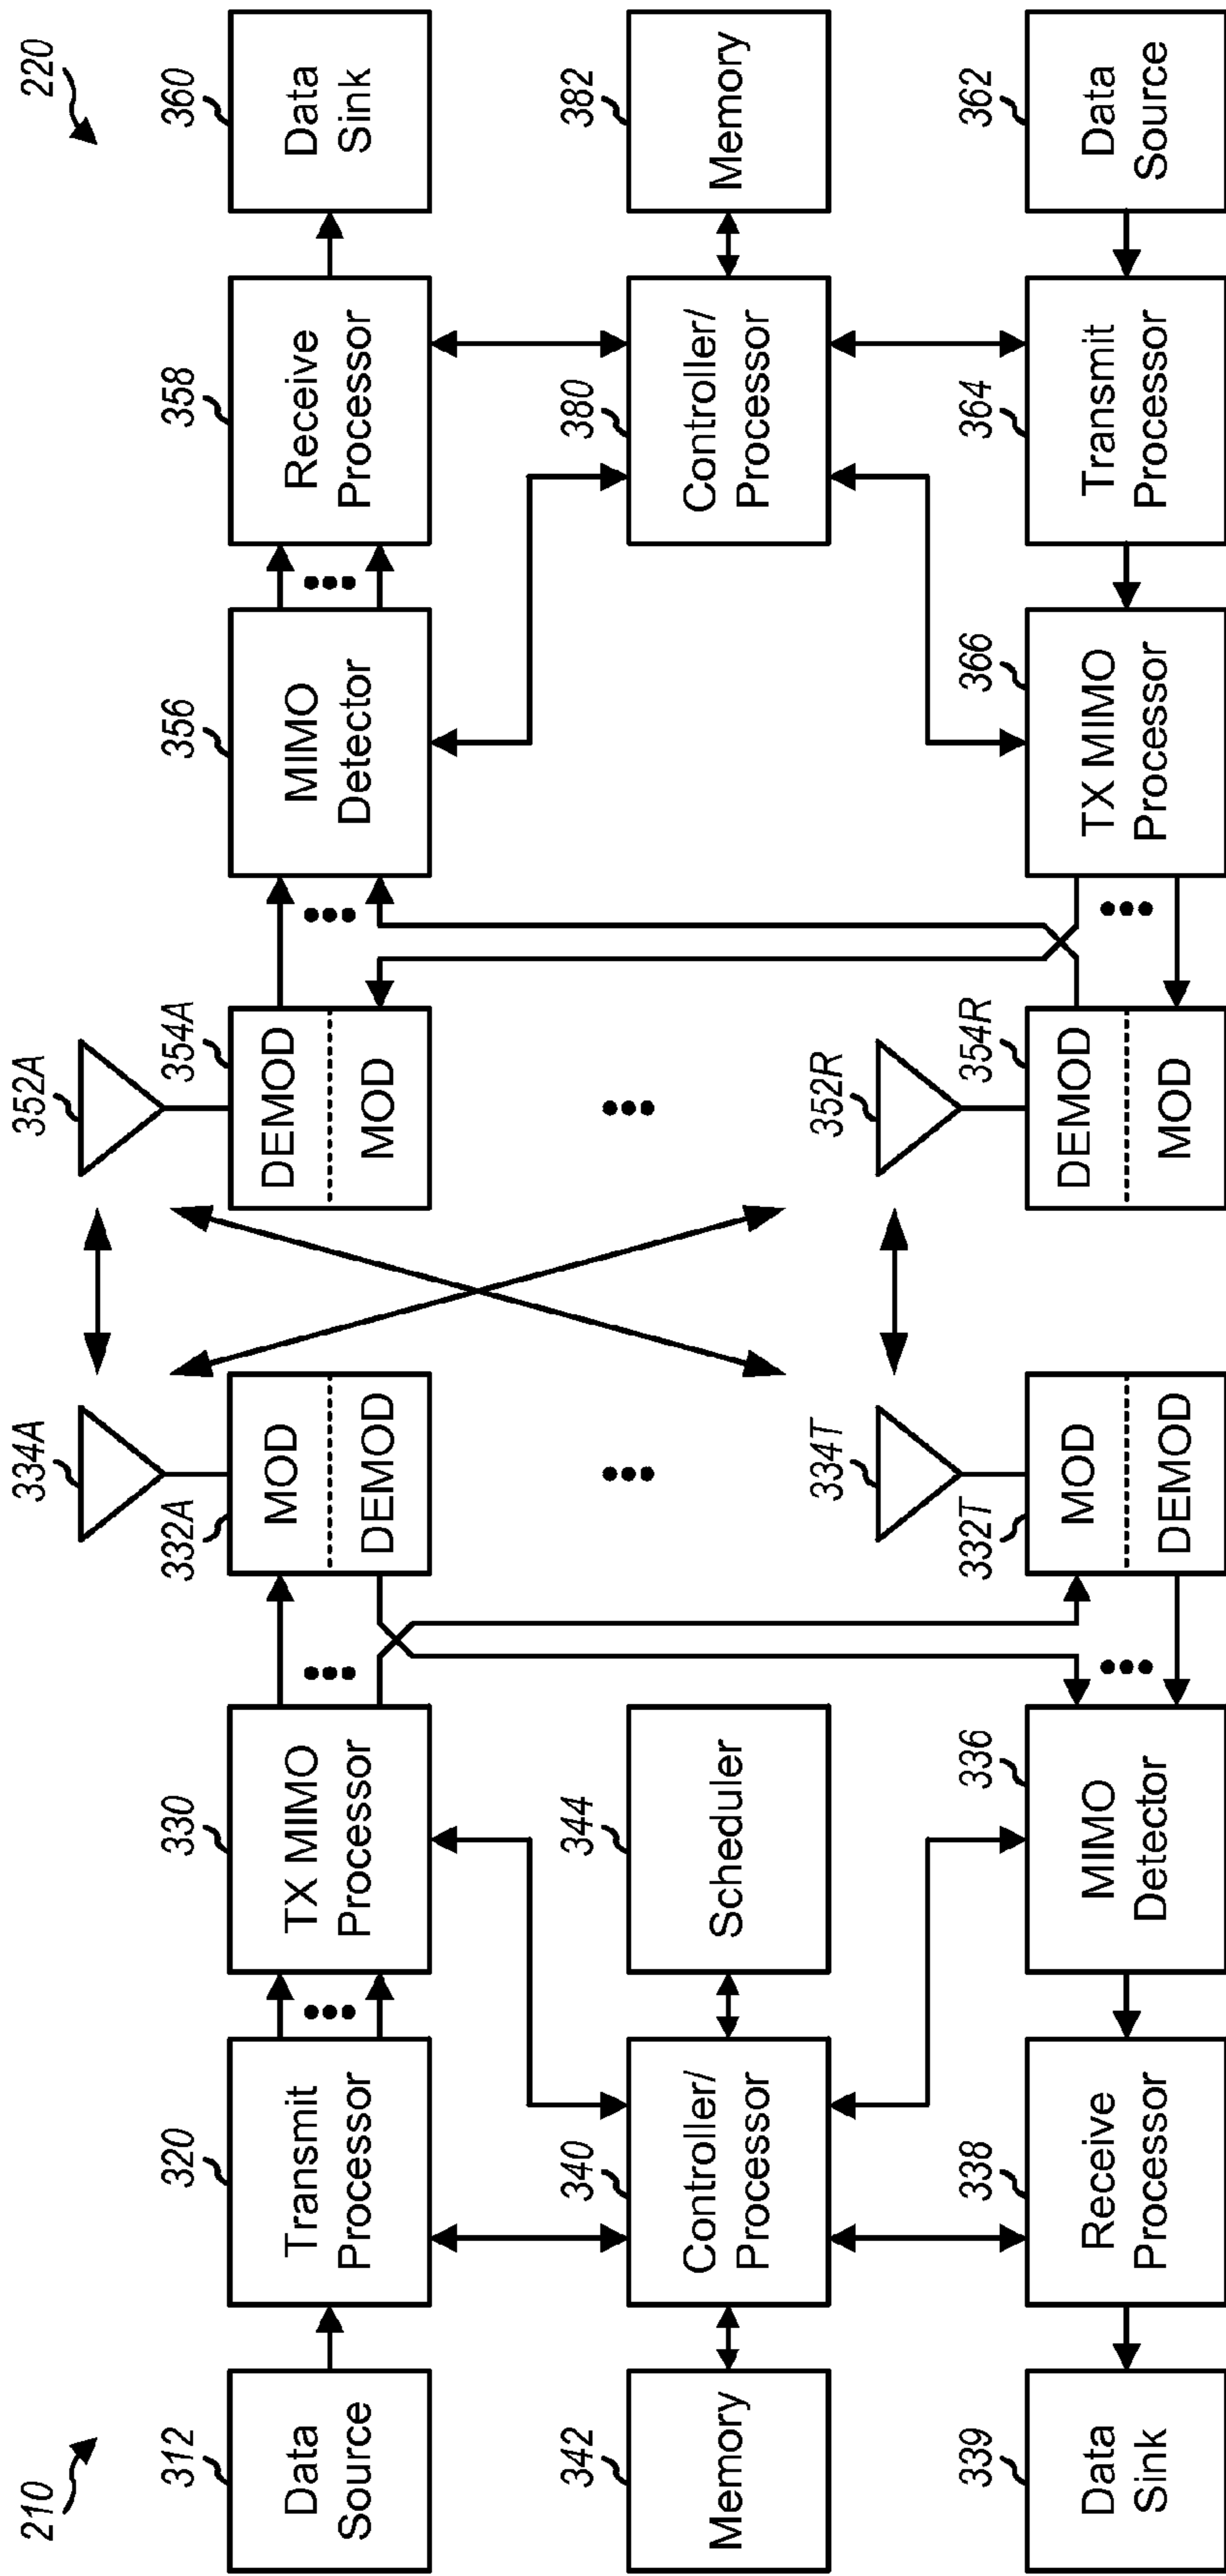 210
220
334A
352A
312
320
330
332A
354A
356
358
360
Data
Source
Transmit
Processor
TX MIMO
Processor
MOD
DEMOD
DEMOD
MOD
MIMO
Detector
Receive
Processor
Data
Sink
342
340
344
380
382
Memory
Controller/
Processor
Scheduler
Controller/
Processor
Memory
334T
352R
339
338
336
332T
354R
366
364
362
Data
Sink
Receive
Processor
MIMO
Detector
MOD
DEMOD
DEMOD
MOD
TX MIMO
Processor
Transmit
Processor
Data
Source